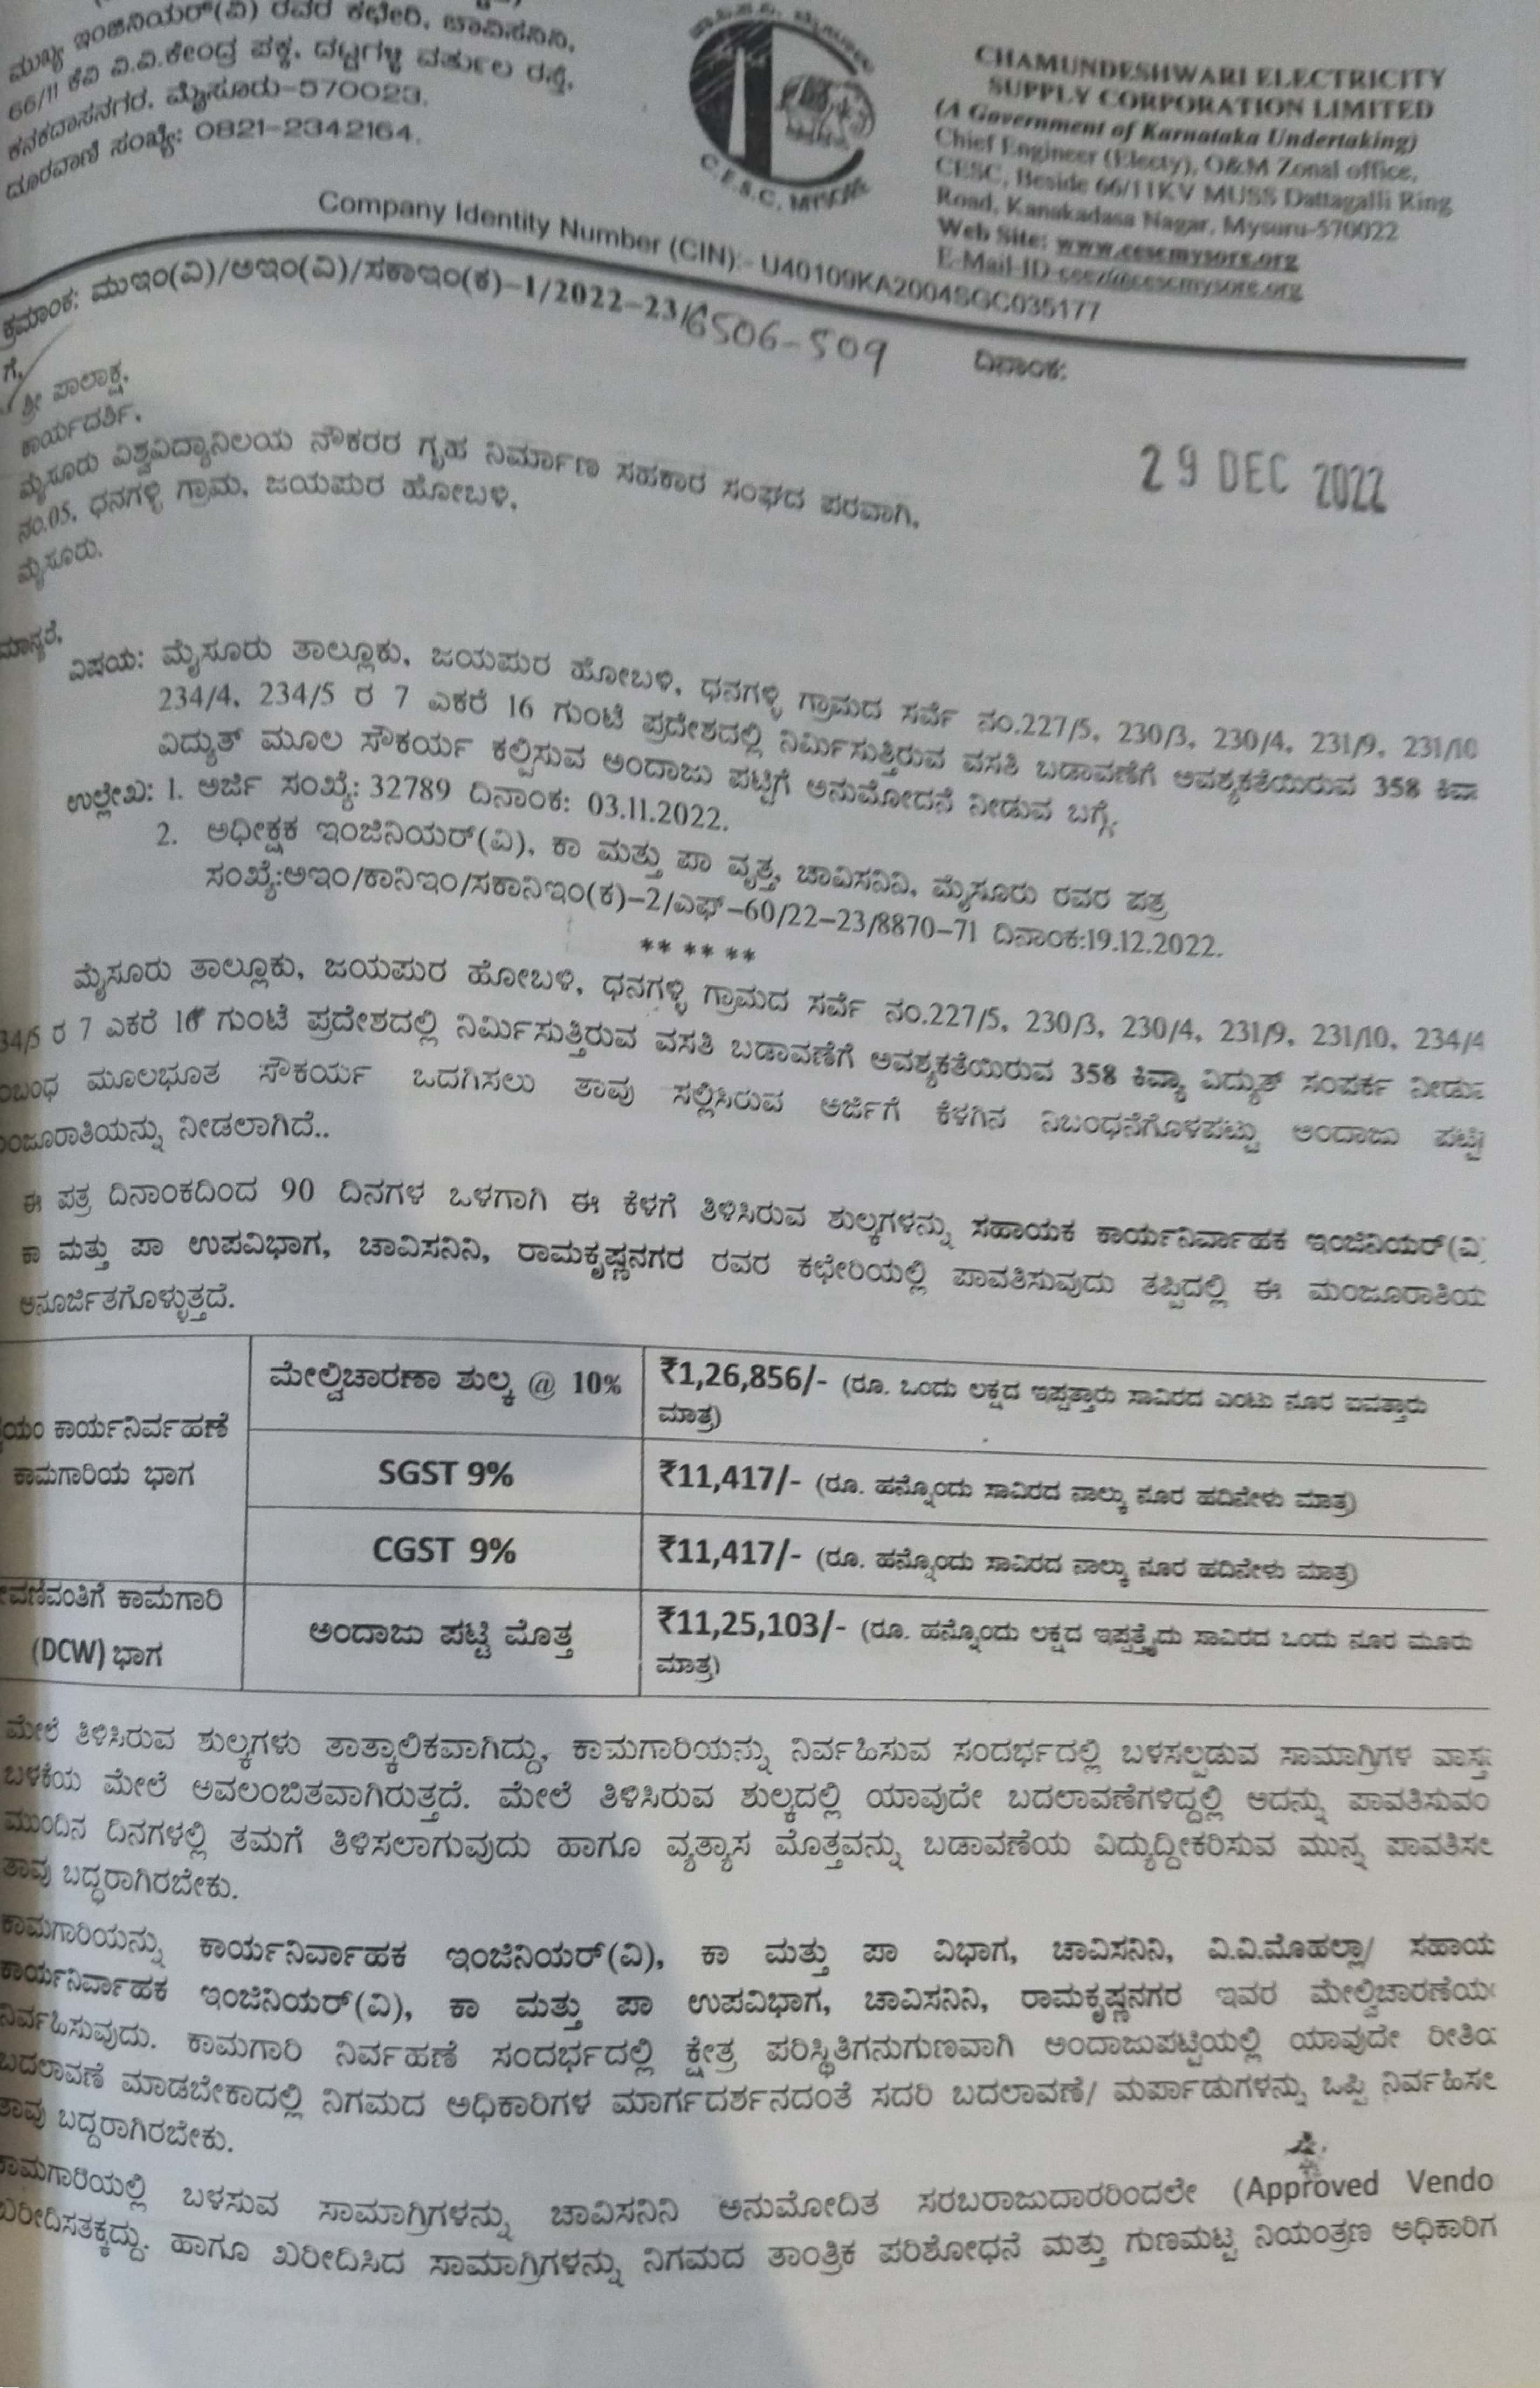 ಮುಖ್ಯ ಇಂಜಿನಿಯರ್(ವಿ) ರವರ ಕಛೇರಿ, ಚಾವಿಸನಿನಿ,
66/11 ಕೆವಿ ವಿ.ವಿ.ಕೇಂದ್ರ ಪಕ್ಕ, ದಟ್ಟಗಳ್ಳಿ ವರ್ತುಲ ರಸ್ತೆ,
ಕನಕದಾಸನಗರ, ಮೈಸೂರು-570023.
ದೂರವಾಣಿ ಸಂಖ್ಯೆ: 0821-2342164.
C.E.S.C, MYSORE
CHAMUNDESHWARI ELECTRICITY
SUPPLY CORPORATION LIMITED
(A Government of Karnataka Undertaking)
Chief Engineer (Electy), O&M Zonal office,
CESC, Beside 66/11KV MUSS Dattagalli Ring
Road, Kanakadasa Nagar, Mysuru-570022
Web Site: www.cescmysore.org
E-Mail-ID-ceez@cescmysore.org
Company Identity Number (CIN):- U40109KA2004SGC035177
ಕ್ರಮಾಂಕ: ಮುಇಂ(ವಿ)/ಅಇಂ(ವಿ)/ಸಕಾಇಂ(ಕ)-1/2022-23/6506-509
ದಿನಾಂಕ:
29 DEC 2022
ಗೆ,
ಶ್ರೀ ಪಾಲಾಕ್ಷ,
ಕಾರ್ಯದರ್ಶಿ,
ಮೈಸೂರು ವಿಶ್ವವಿದ್ಯಾನಿಲಯ ನೌಕರರ ಗೃಹ ನಿರ್ಮಾಣ ಸಹಕಾರ ಸಂಘದ ಪರವಾಗಿ,
ನಂ.05, ಧನಗಳ್ಳಿ ಗ್ರಾಮ, ಜಯಪುರ ಹೋಬಳಿ,
ಮೈಸೂರು.
ಮಾನ್ಯರೆ,
ವಿಷಯ: ಮೈಸೂರು ತಾಲ್ಲೂಕು, ಜಯಪುರ ಹೋಬಳಿ, ಧನಗಳ್ಳಿ ಗ್ರಾಮದ ಸರ್ವೆ ನಂ.227/5, 230/3, 230/4, 231/9, 231/10
234/4, 234/5 ರ 7 ಎಕರೆ 16 ಗುಂಟೆ ಪ್ರದೇಶದಲ್ಲಿ ನಿರ್ಮಿಸುತ್ತಿರುವ ವಸತಿ ಬಡಾವಣೆಗೆ ಅವಶ್ಯಕತೆಯಿರುವ 358 ಕಿವಾ
ವಿದ್ಯುತ್ ಮೂಲ ಸೌಕರ್ಯ ಕಲ್ಪಿಸುವ ಅಂದಾಜು ಪಟ್ಟಿಗೆ ಅನುಮೋದನೆ ನೀಡುವ ಬಗ್ಗೆ.
ಉಲ್ಲೇಖ: 1. ಅರ್ಜಿ ಸಂಖ್ಯೆ: 32789 ದಿನಾಂಕ: 03.11.2022.
2. ಅಧೀಕ್ಷಕ ಇಂಜಿನಿಯರ್(ವಿ), ಕಾ ಮತ್ತು ಪಾ ವೃತ್ತ, ಚಾವಿಸನಿನಿ, ಮೈಸೂರು ರವರ ಪತ್ರ
ಸಂಖ್ಯೆ:ಅಇಂ/ಕಾನಿಇಂ/ಸಕಾನಿಇಂ(ಕ)-2/ಎಫ್-60/22-23/8870-71 ದಿನಾಂಕ:19.12.2022.
** ** **
ಮೈಸೂರು ತಾಲ್ಲೂಕು, ಜಯಪುರ ಹೋಬಳಿ, ಧನಗಳ್ಳಿ ಗ್ರಾಮದ ಸರ್ವೆ ನಂ.227/5, 230/3, 230/4, 231/9, 231/10, 234/4
34/5 ರ 7 ಎಕರೆ 16 ಗುಂಟೆ ಪ್ರದೇಶದಲ್ಲಿ ನಿರ್ಮಿಸುತ್ತಿರುವ ವಸತಿ ಬಡಾವಣೆಗೆ ಅವಶ್ಯಕತೆಯಿರುವ 358 ಕಿವ್ಯಾ ವಿದ್ಯುತ್ ಸಂಪರ್ಕ ನೀಡು
ಂಬಂಧ ಮೂಲಭೂತ ಸೌಕರ್ಯ ಒದಗಿಸಲು ತಾವು ಸಲ್ಲಿಸಿರುವ ಅರ್ಜಿಗೆ ಕೆಳಗಿನ ನಿಬಂಧನೆಗೊಳಪಟ್ಟು ಅಂದಾಜು ಪಟ್ಟಿ
ಂಜೂರಾತಿಯನ್ನು ನೀಡಲಾಗಿದೆ..
ಈ ಪತ್ರ ದಿನಾಂಕದಿಂದ 90 ದಿನಗಳ ಒಳಗಾಗಿ ಈ ಕೆಳಗೆ ತಿಳಿಸಿರುವ ಶುಲ್ಕಗಳನ್ನು ಸಹಾಯಕ ಕಾರ್ಯನಿರ್ವಾಹಕ ಇಂಜಿನಿಯರ್(ವಿ)
ಕಾ ಮತ್ತು ಪಾ ಉಪವಿಭಾಗ, ಚಾವಿಸನಿನಿ, ರಾಮಕೃಷ್ಣನಗರ ರವರ ಕಛೇರಿಯಲ್ಲಿ ಪಾವತಿಸುವುದು ತಪ್ಪಿದಲ್ಲಿ ಈ ಮಂಜೂರಾತಿಯ
ಅನೂರ್ಜಿತಗೊಳ್ಳುತ್ತದೆ.
ಯಂ ಕಾರ್ಯನಿರ್ವಹಣೆ
ಕಾಮಗಾರಿಯ ಭಾಗ
ಮೇಲ್ವಿಚಾರಣಾ ಶುಲ್ಕ @ 10%
₹1,26,856/- (ರೂ. ಒಂದು ಲಕ್ಷದ ಇಪ್ಪತ್ತಾರು ಸಾವಿರದ ಎಂಟು ನೂರ ಐವತ್ತಾರು
ಮಾತ್ರ)
SGST 9%
₹11,417/- (ರೂ. ಹನ್ನೊಂದು ಸಾವಿರದ ನಾಲ್ಕು ನೂರ ಹದಿನೇಳು ಮಾತ್ರ)
CGST 9%
₹11,417/- (ರೂ. ಹನ್ನೊಂದು ಸಾವಿರದ ನಾಲ್ಕು ನೂರ ಹದಿನೇಳು ಮಾತ್ರ)
ೇವಣಿವಂತಿಗೆ ಕಾಮಗಾರಿ
(DCW) ಭಾಗ
ಅಂದಾಜು ಪಟ್ಟಿ ಮೊತ್ತ
₹11,25,103/- (ರೂ. ಹನ್ನೊಂದು ಲಕ್ಷದ ಇಪ್ಪತ್ತೈದು ಸಾವಿರದ ಒಂದು ನೂರ ಮೂರು
ಮಾತ್ರ)
ಮೇಲೆ ತಿಳಿಸಿರುವ ಶುಲ್ಕಗಳು ತಾತ್ಕಾಲಿಕವಾಗಿದ್ದು, ಕಾಮಗಾರಿಯನ್ನು ನಿರ್ವಹಿಸುವ ಸಂದರ್ಭದಲ್ಲಿ ಬಳಸಲ್ಪಡುವ ಸಾಮಾಗ್ರಿಗಳ ವಾಸ್ತ
ಬಳಕೆಯ ಮೇಲೆ ಅವಲಂಬಿತವಾಗಿರುತ್ತದೆ. ಮೇಲೆ ತಿಳಿಸಿರುವ ಶುಲ್ಕದಲ್ಲಿ ಯಾವುದೇ ಬದಲಾವಣೆಗಳಿದ್ದಲ್ಲಿ ಅದನ್ನು ಪಾವತಿಸುವಂ
ಮುಂದಿನ ದಿನಗಳಲ್ಲಿ ತಮಗೆ ತಿಳಿಸಲಾಗುವುದು ಹಾಗೂ ವ್ಯತ್ಯಾಸ ಮೊತ್ತವನ್ನು ಬಡಾವಣೆಯ ವಿದ್ಯುದ್ದೀಕರಿಸುವ ಮುನ್ನ ಪಾವತಿಸಲ
ತಾವು ಬದ್ಧರಾಗಿರಬೇಕು.
ಕಾಮಗಾರಿಯನ್ನು ಕಾರ್ಯನಿರ್ವಾಹಕ ಇಂಜಿನಿಯರ್(ವಿ), ಕಾ ಮತ್ತು ಪಾ ವಿಭಾಗ, ಚಾವಿಸನಿನಿ, ವಿ.ವಿ.ಮೊಹಲ್ಲಾ/ ಸಹಾಯ
ಕಾರ್ಯನಿರ್ವಾಹಕ ಇಂಜಿನಿಯರ್(ವಿ), ಕಾ ಮತ್ತು ಪಾ ಉಪವಿಭಾಗ, ಚಾವಿಸನಿನಿ, ರಾಮಕೃಷ್ಣನಗರ ಇವರ ಮೇಲ್ವಿಚಾರಣೆಯ
ನಿರ್ವಹಿಸುವುದು. ಕಾಮಗಾರಿ ನಿರ್ವಹಣೆ ಸಂದರ್ಭದಲ್ಲಿ ಕ್ಷೇತ್ರ ಪರಿಸ್ಥಿತಿಗನುಗುಣವಾಗಿ ಅಂದಾಜುಪಟ್ಟಿಯಲ್ಲಿ ಯಾವುದೇ ರೀತಿಯ
ಬದಲಾವಣೆ ಮಾಡಬೇಕಾದಲ್ಲಿ ನಿಗಮದ ಅಧಿಕಾರಿಗಳ ಮಾರ್ಗದರ್ಶನದಂತೆ ಸದರಿ ಬದಲಾವಣೆ/ ಮರ್ಪಾಡುಗಳನ್ನು ಒಪ್ಪಿ ನಿರ್ವಹಿಸಲ
ತಾವು ಬದ್ದರಾಗಿರಬೇಕು.
ಕಾಮಗಾರಿಯಲ್ಲಿ ಬಳಸುವ ಸಾಮಾಗ್ರಿಗಳನ್ನು ಚಾವಿಸನಿನಿ ಅನುಮೋದಿತ ಸರಬರಾಜುದಾರರಿಂದಲೇ (Approved Vendo
ಖರೀದಿಸತಕ್ಕದ್ದು. ಹಾಗೂ ಖರೀದಿಸಿದ ಸಾಮಾಗ್ರಿಗಳನ್ನು ನಿಗಮದ ತಾಂತ್ರಿಕ ಪರಿಶೋಧನೆ ಮತ್ತು ಗುಣಮಟ್ಟ ನಿಯಂತ್ರಣ ಅಧಿಕಾರಿಗ